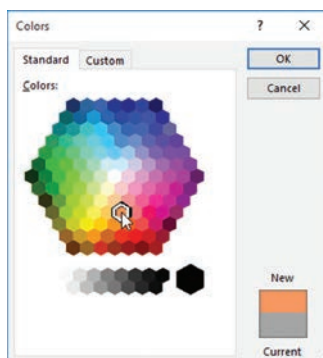 Colors ? ×
Standard Custom OK
Colors: Cancel
New
Current